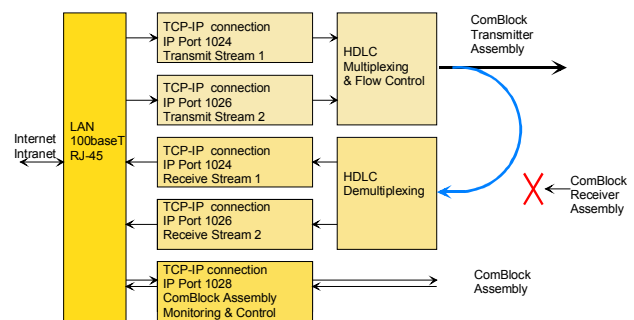 TCP-IP connection
IP Port 1024
Transmit Stream 1
HDLC
Multiplexing
& Flow Control
ComBlock
Transmitter
Assembly
TCP-IP connection
IP Port 1026
Transmit Stream 2
Internet
Intranet
LAN
100baseT
RJ-45
TCP-IP connection
IP Port 1024
Receive Stream 1
HDLC
Demultiplexing
ComBlock
Receiver
Assembly
TCP-IP connection
IP Port 1026
Receive Stream 2
TCP-IP connection
IP Port 1028
ComBlock Assembly
Monitoring & Control
ComBlock
Assembly